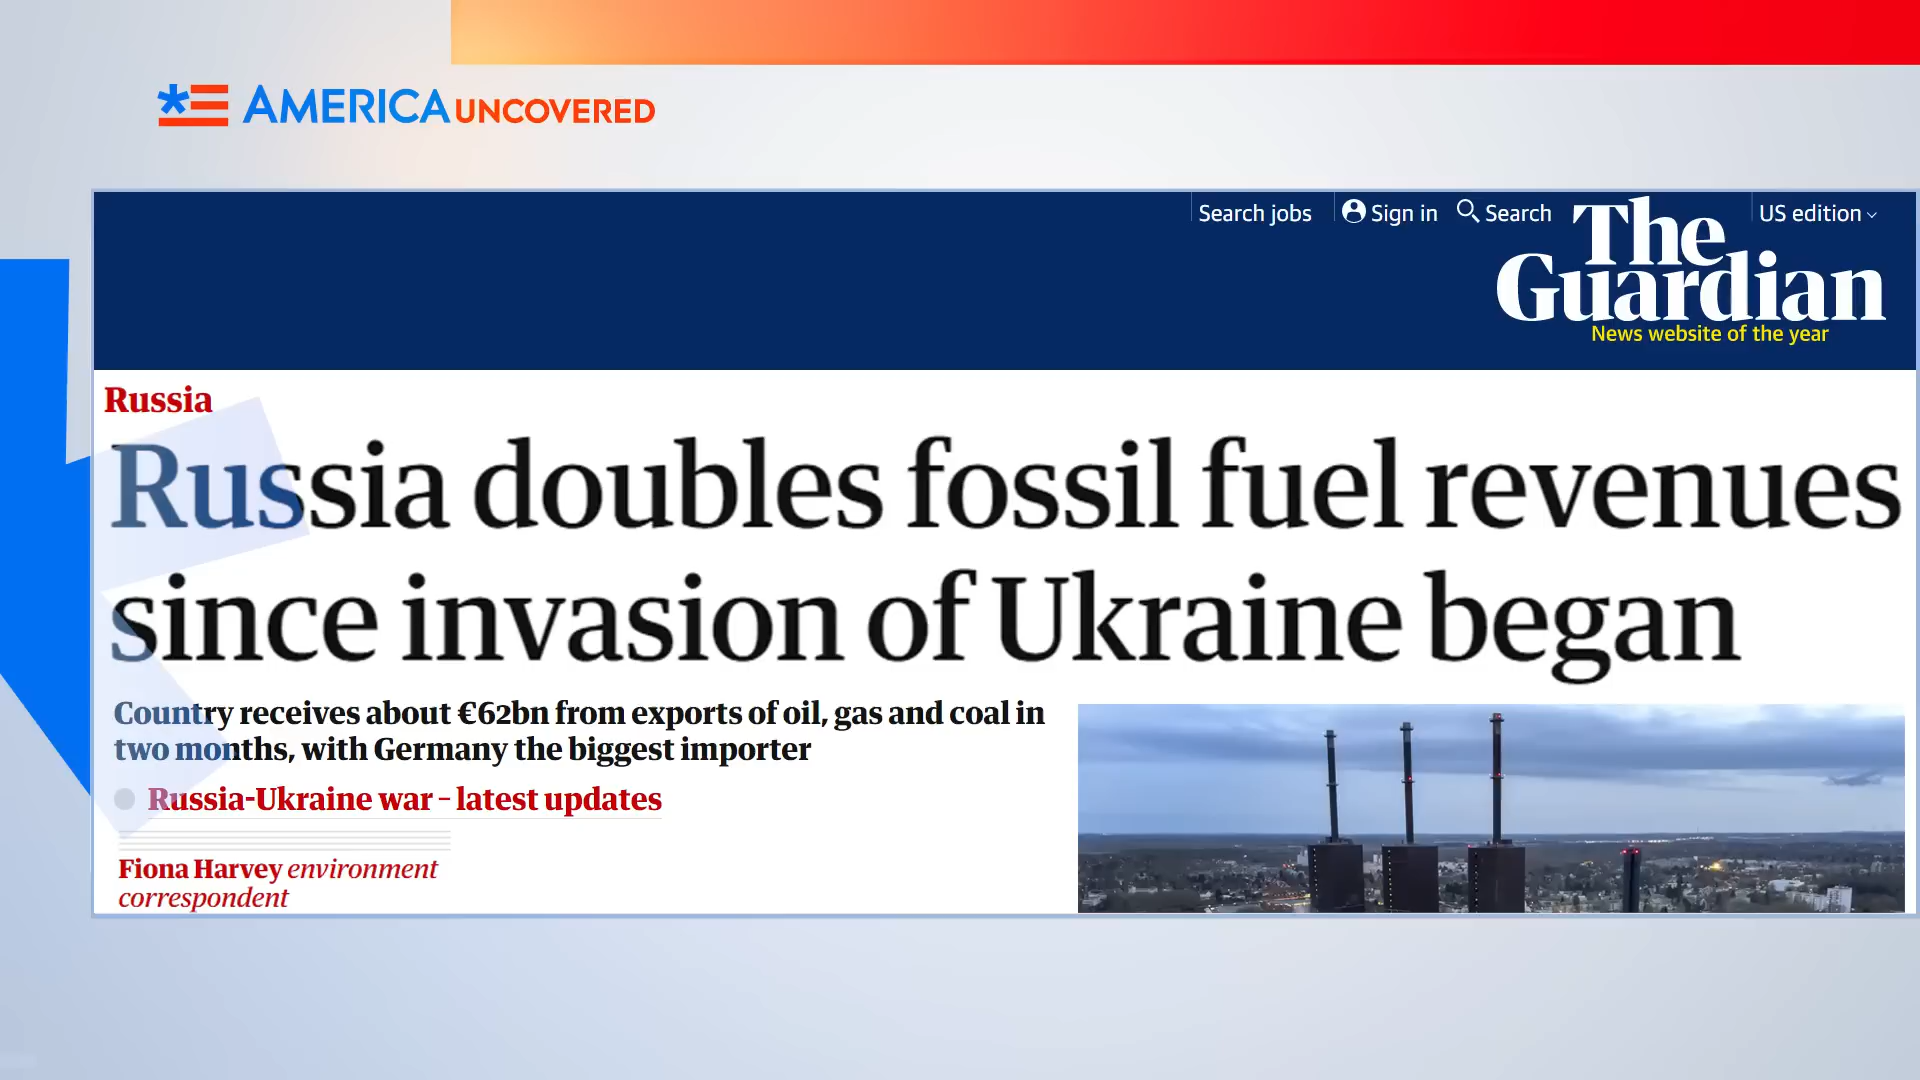 AMERICA UNCOVERED
Search jobs Sign in Search US edition
The
Guardian
News website of the year
Russia
Russia doubles fossil fuel revenues
since invasion of Ukraine began
Country receives about €62bn from exports of oil, gas and coal in
two months, with Germany the biggest importer
Russia-Ukraine war – latest updates
Fiona Harvey environment
correspondent